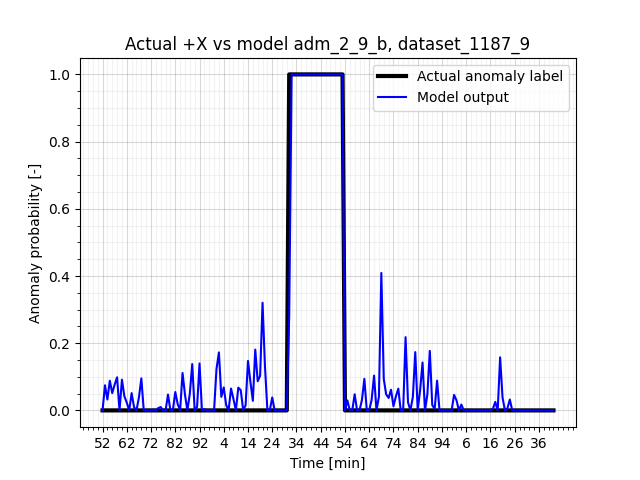 Actual +X vs model adm_2_9_b, dataset_1187_9
Actual anomaly label
Model output
Anomaly probability [-]
1.0
0.8
0.6
0.4
0.2
0.0
52 62 72 82 92 4 14 24 34 44 54 64 74 84 94 6 16 26 36
Time [min]